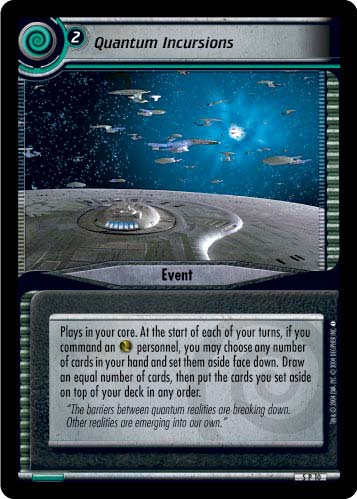 2 Quantum Incursions
Event
Plays in your core. At the start of each of your turns, if you
command an personnel, you may choose any number
of cards in your hand and set them aside face down. Draw
an equal number of cards, then put the cards you set aside
on top of your deck in any order.
"The barriers between quantum realities are breaking down.
Other realities are emerging into our own."
5 P 10